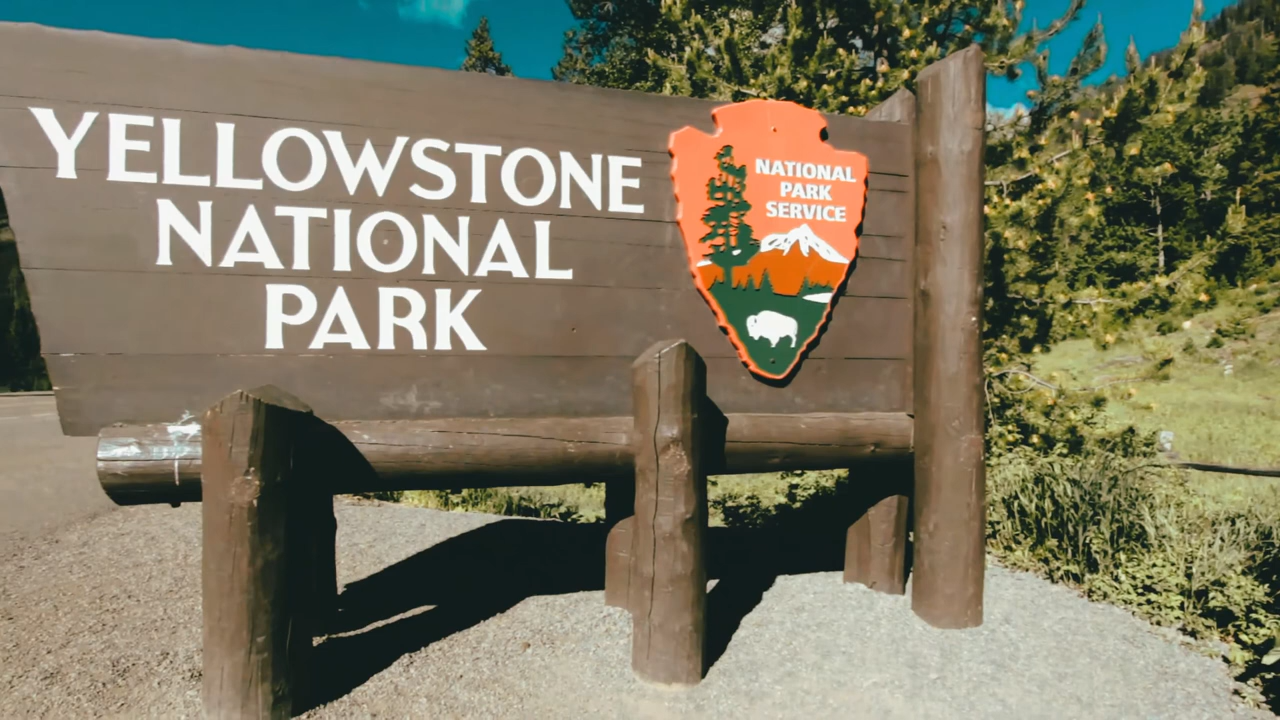 YELLOWSTONE
NATIONAL
PARK
NATIONAL
PARK
SERVICE